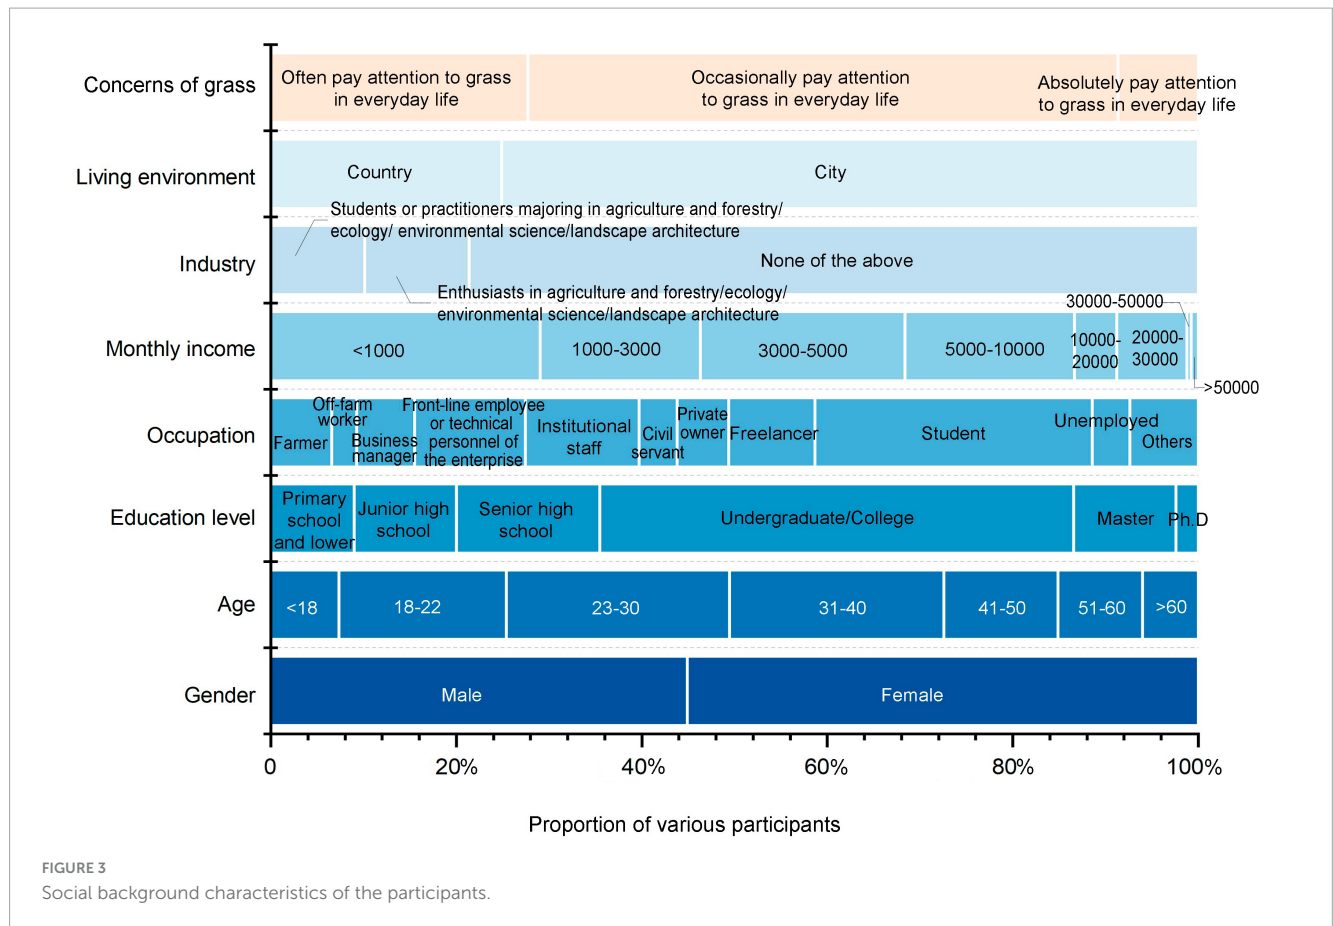 Concerns of grass
Often pay attention to grass
in everyday life
Occasionally pay attention
to grass in everyday life
Absolutely pay attention
to grass in everyday life
Living environment
Country
City
Students or practitioners majoring in agriculture and forestry/
ecology/ environmental science/landscape architecture
Industry
None of the above
Enthusiasts in agriculture and forestry/ecology/
environmental science/landscape architecture
Monthly income
<1000
1000-3000
3000-5000
5000-10000
10000-
20000
20000-
30000
30000-50000
>50000
Occupation
Farmer
Off-farm
worker
Business
manager
Front-line employee
or technical
personnel of
the enterprise
Institutional
staff
Civil
servant
Private
owner
Freelancer
Student
Unemployed
Others
Education level
Primary
school
and lower
Junior high
school
Senior high
school
Undergraduate/College
Master
Ph.D
Age
<18
18-22
23-30
31-40
41-50
51-60
>60
Gender
Male
Female
0
20%
40%
60%
80%
100%
Proportion of various participants
FIGURE 3
Social background characteristics of the participants.